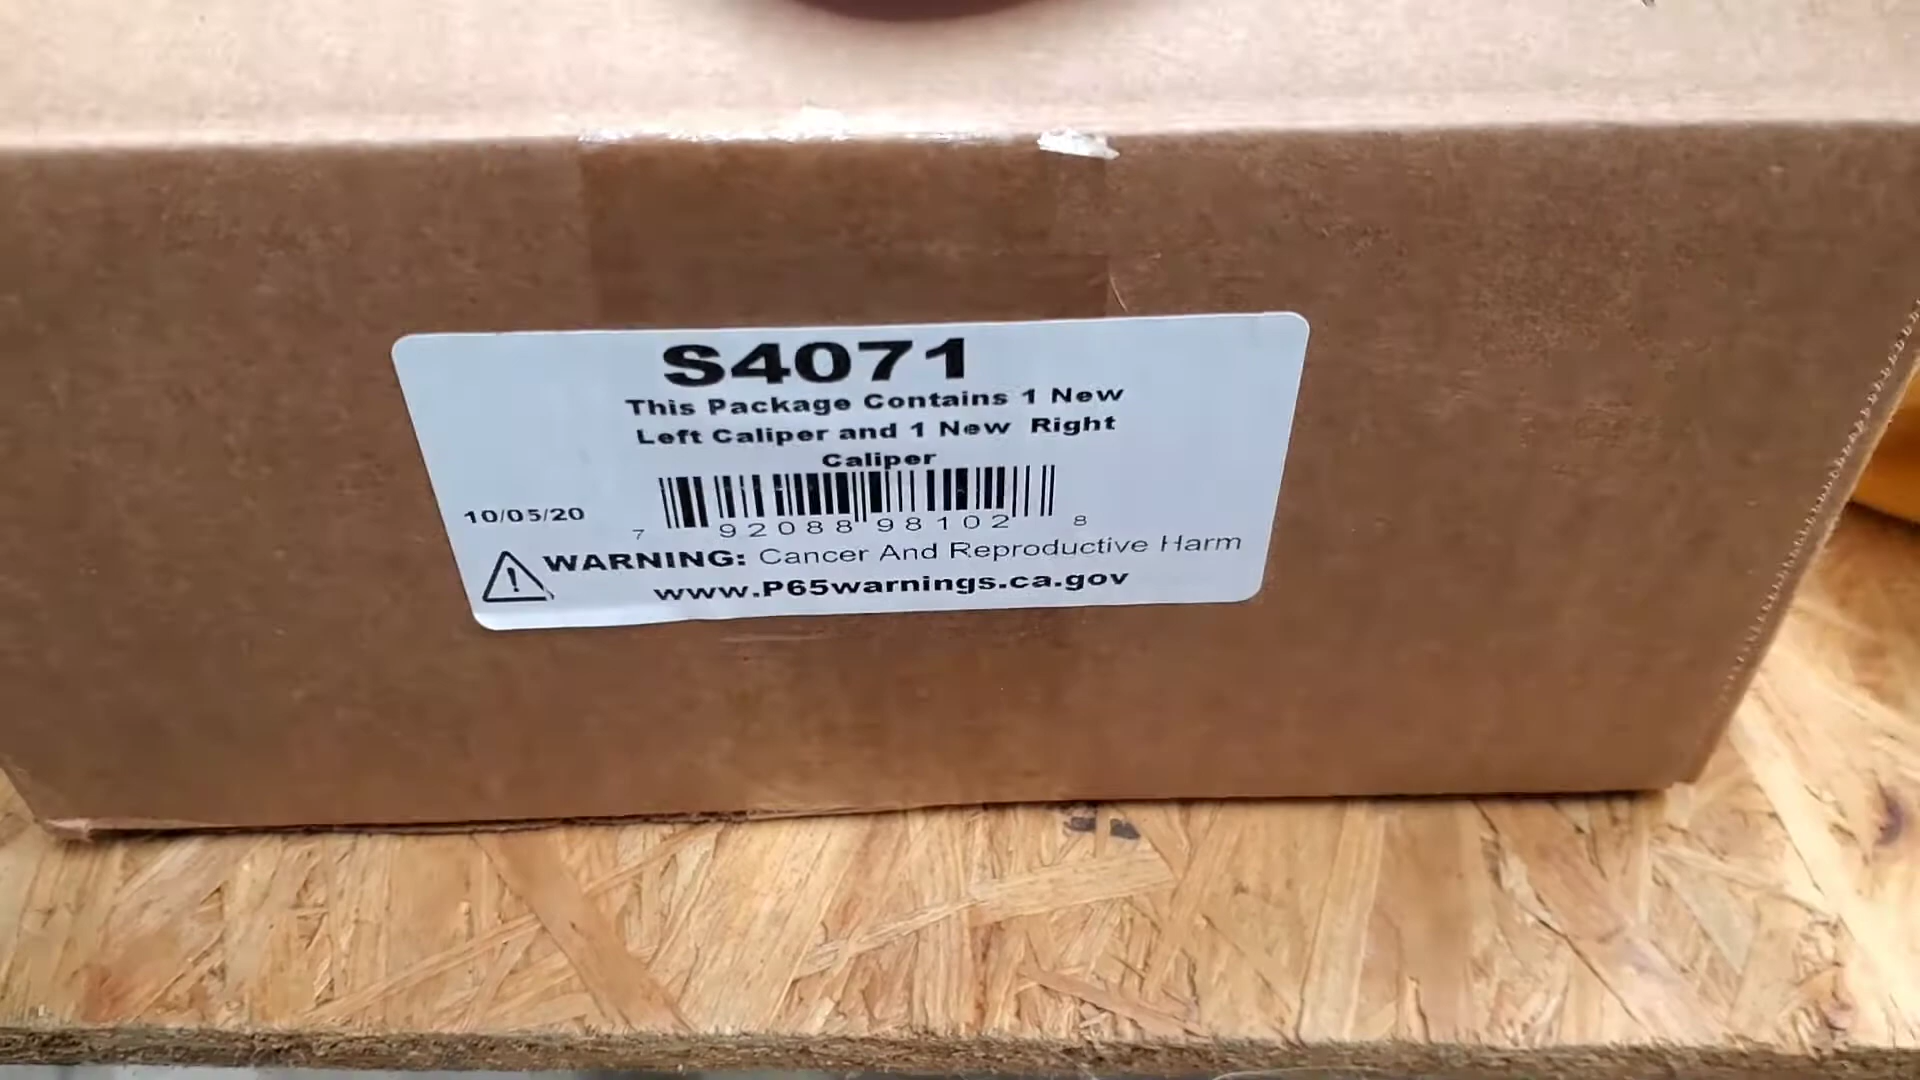 S4071
This Package Contains 1 New
Left Caliper and 1 New Right
Caliper
10/05/20
7 92088 98102 8
WARNING: Cancer And Reproductive Harm
www.P65warnings.ca.gov